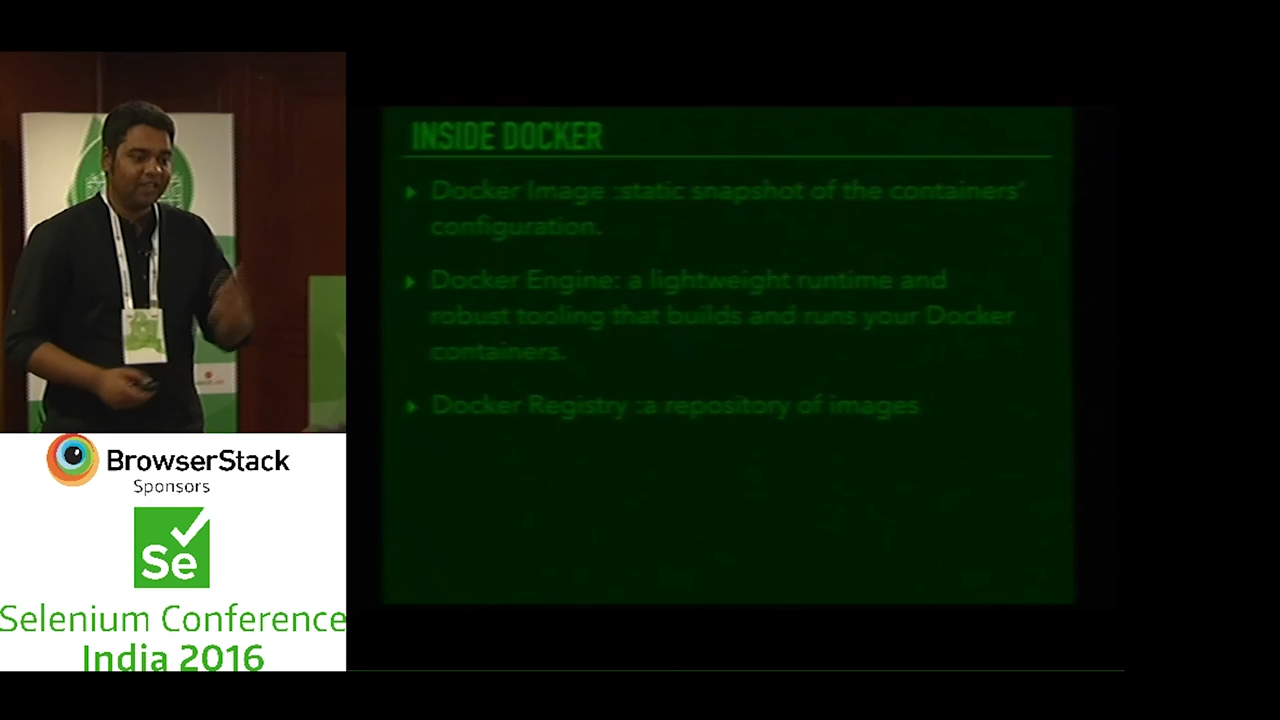 INSIDE DOCKER
Docker Image :static snapshot of the containers'
configuration.
Docker Engine: a lightweight runtime and
robust tooling that builds and runs your Docker
containers.
Docker Registry :a repository of images
BrowserStack
Sponsors
Se
Selenium Conference
India 2016